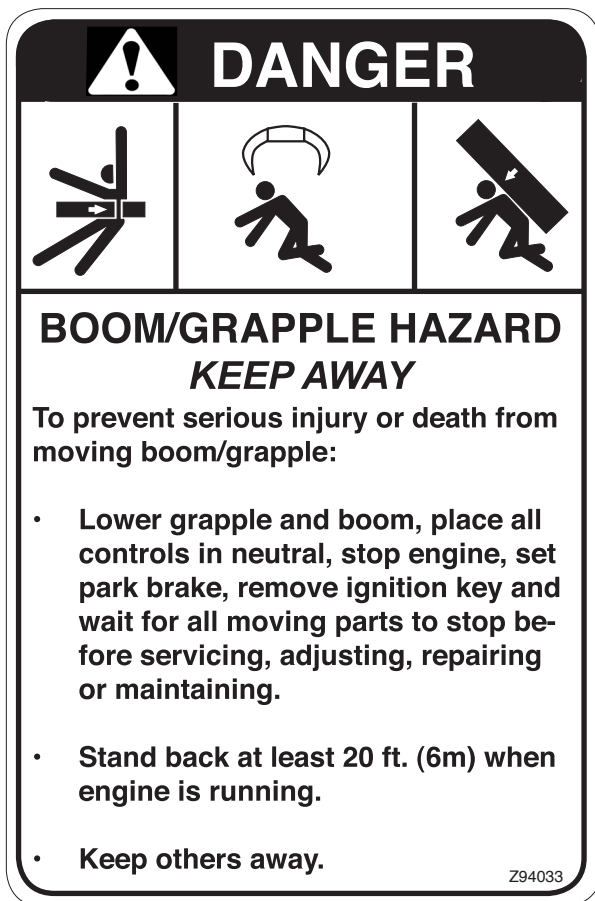 DANGER
BOOM/GRAPPLE HAZARD
KEEP AWAY
To prevent serious injury or death from
moving boom/grapple:
• Lower grapple and boom, place all
controls in neutral, stop engine, set
park brake, remove ignition key and
wait for all moving parts to stop be-
fore servicing, adjusting, repairing
or maintaining.
• Stand back at least 20 ft. (6m) when
engine is running.
• Keep others away.
Z94033